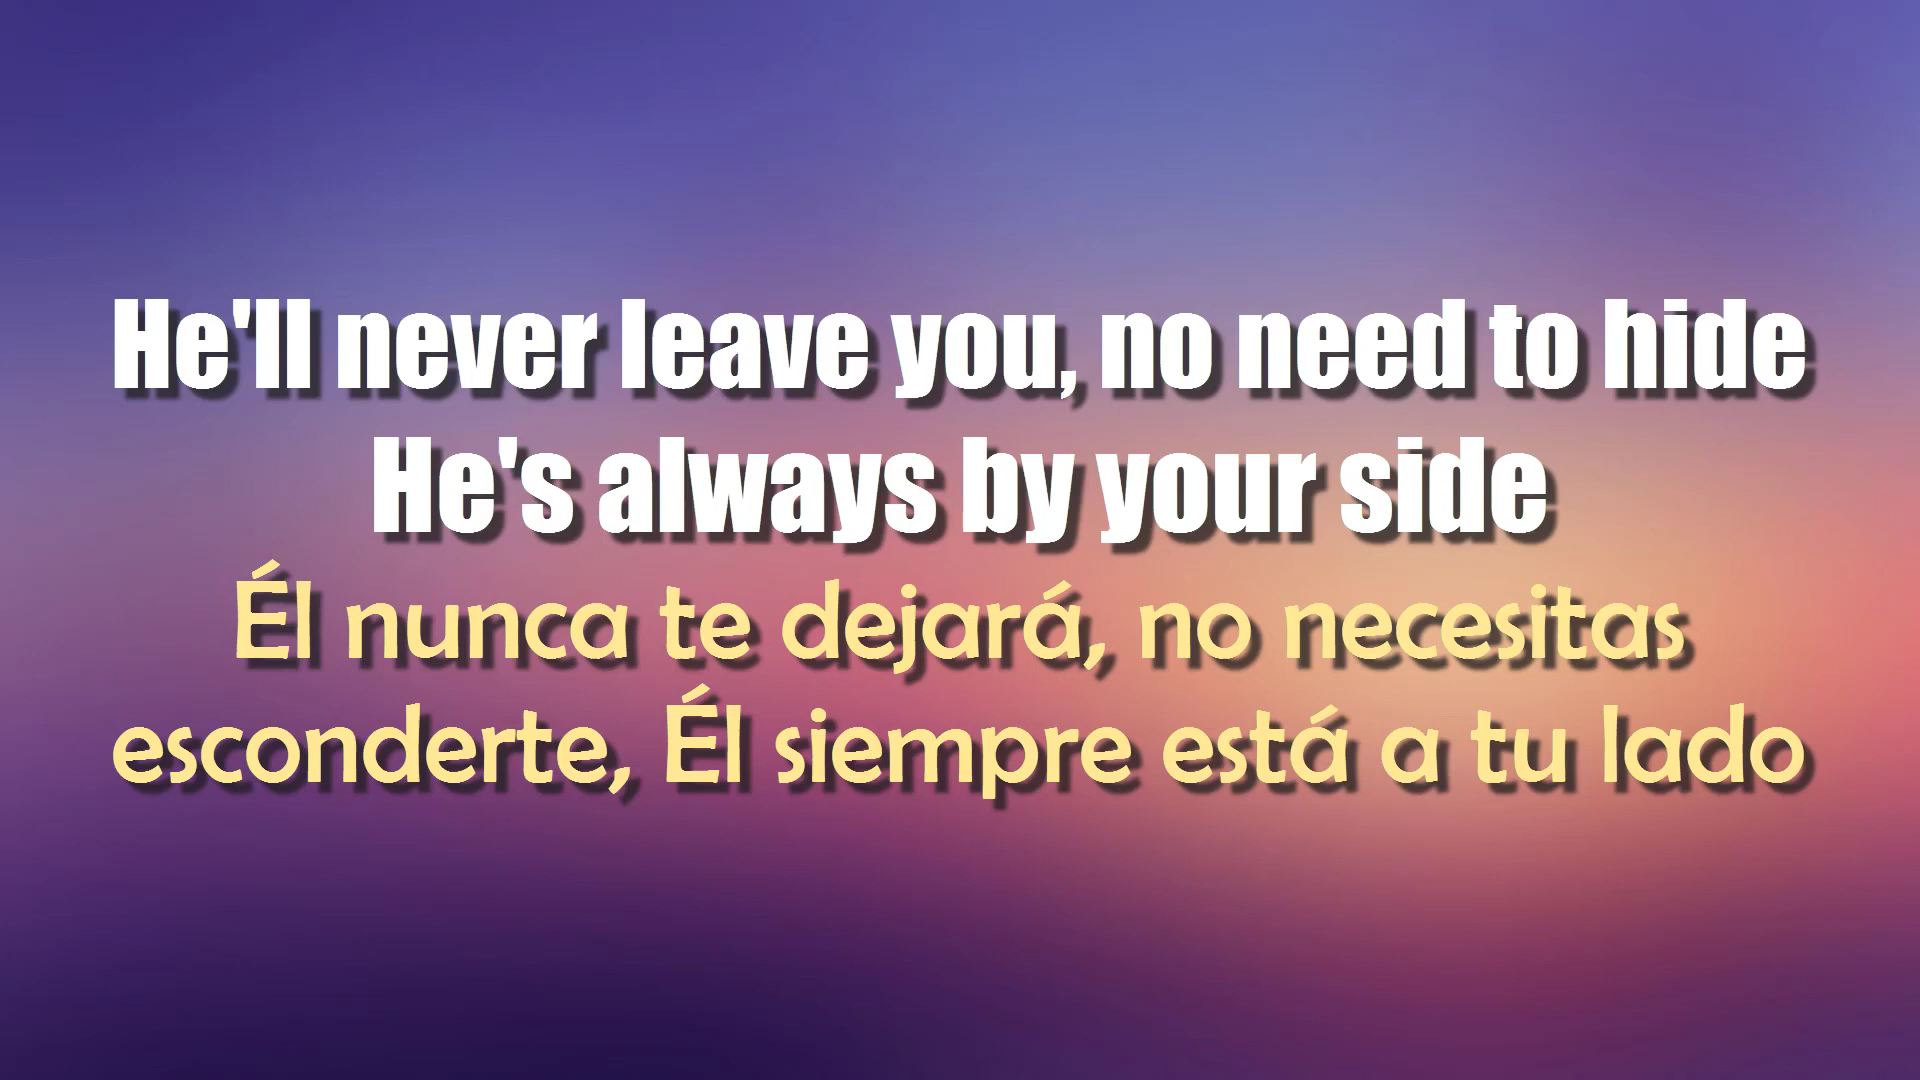 He'll never leave you, no need to hide
He's always by your side
Él nunca te dejará, no necesitas
esconderte, Él siempre está a tu lado